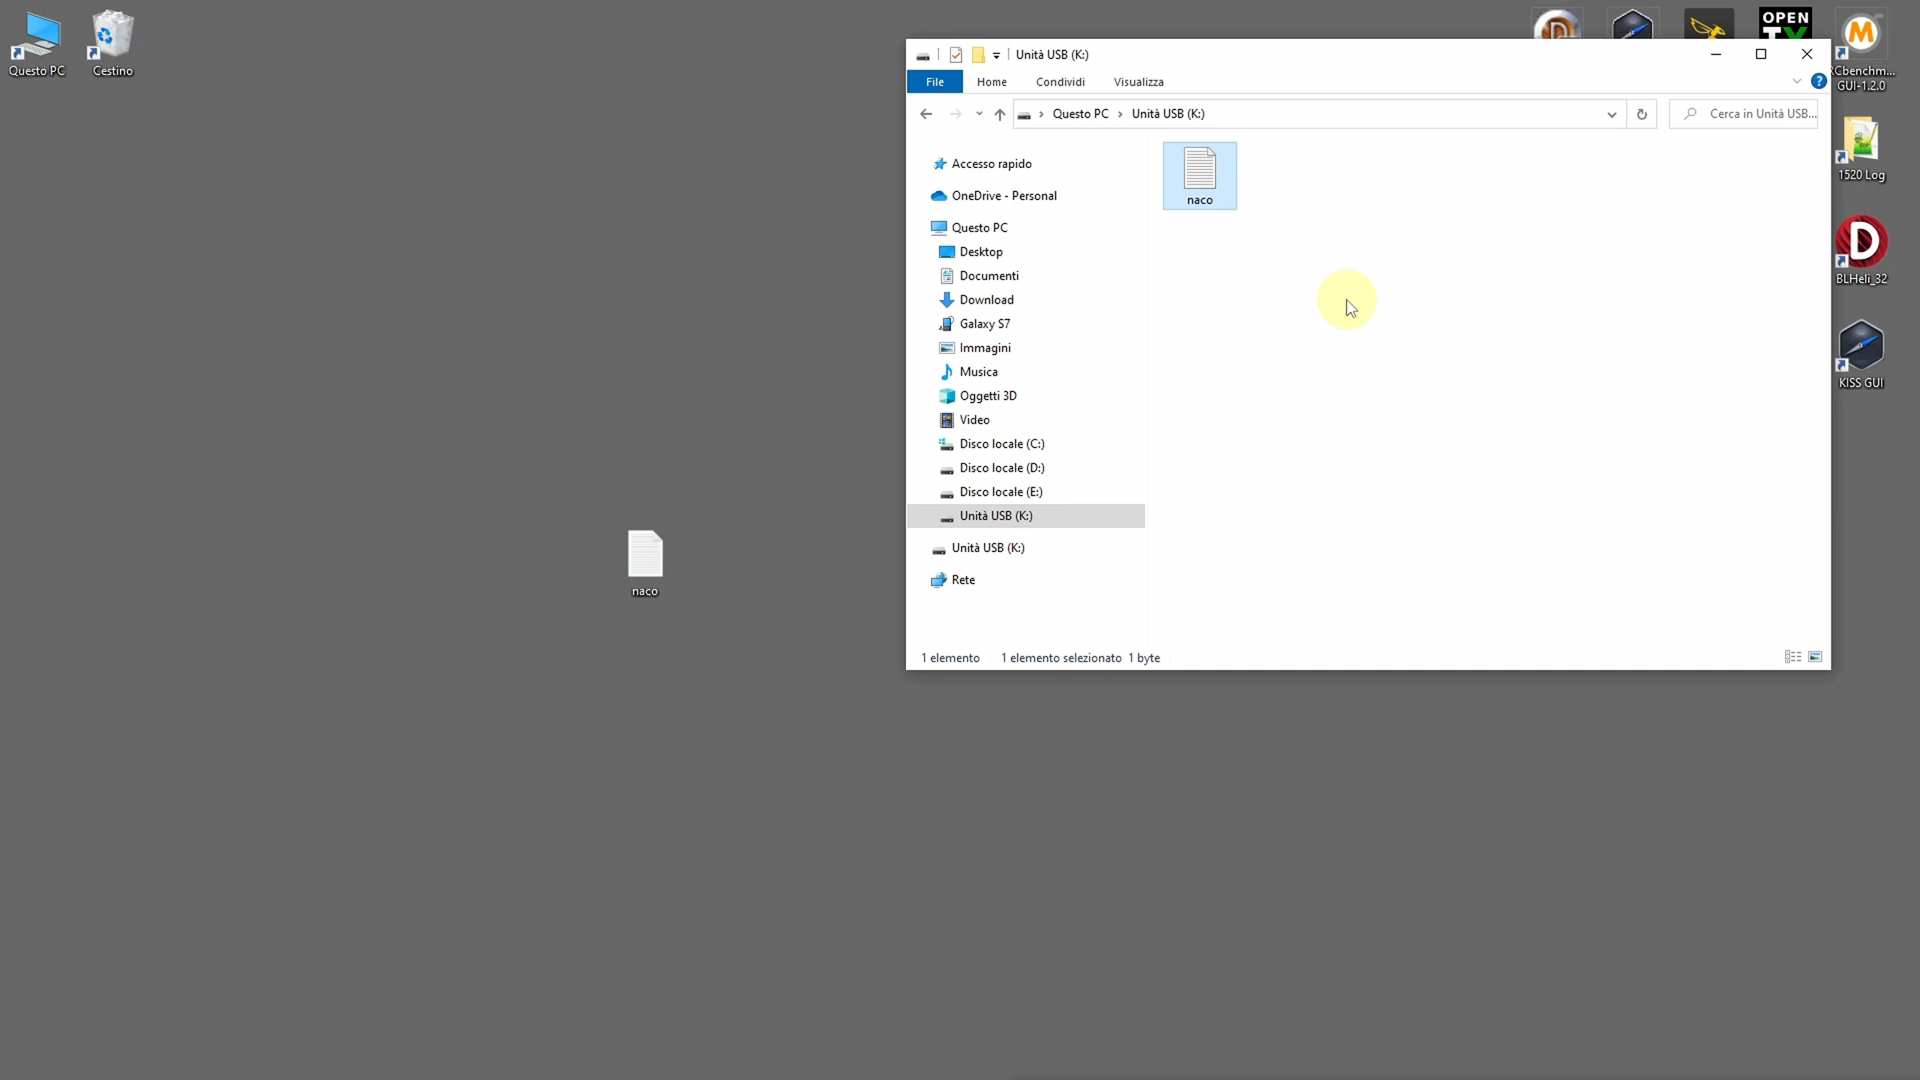 Questo PC
Cestino
naco
Unità USB (K:)
File
Home
Condividi
Visualizza
?
Questo PC
Unità USB (K:)
Cerca in Unità USB...
Accesso rapido
OneDrive - Personal
Questo PC
Desktop
Documenti
Download
Galaxy S7
Immagini
Musica
Oggetti 3D
Video
Disco locale (C:)
Disco locale (D:)
Disco locale (E:)
Unità USB (K:)
Unità USB (K:)
Rete
naco
1 elemento
1 elemento selezionato 1 byte
OPEN
M
GUI-1.2.0
1520 Log
D
BLHeli_32
KISS GUI